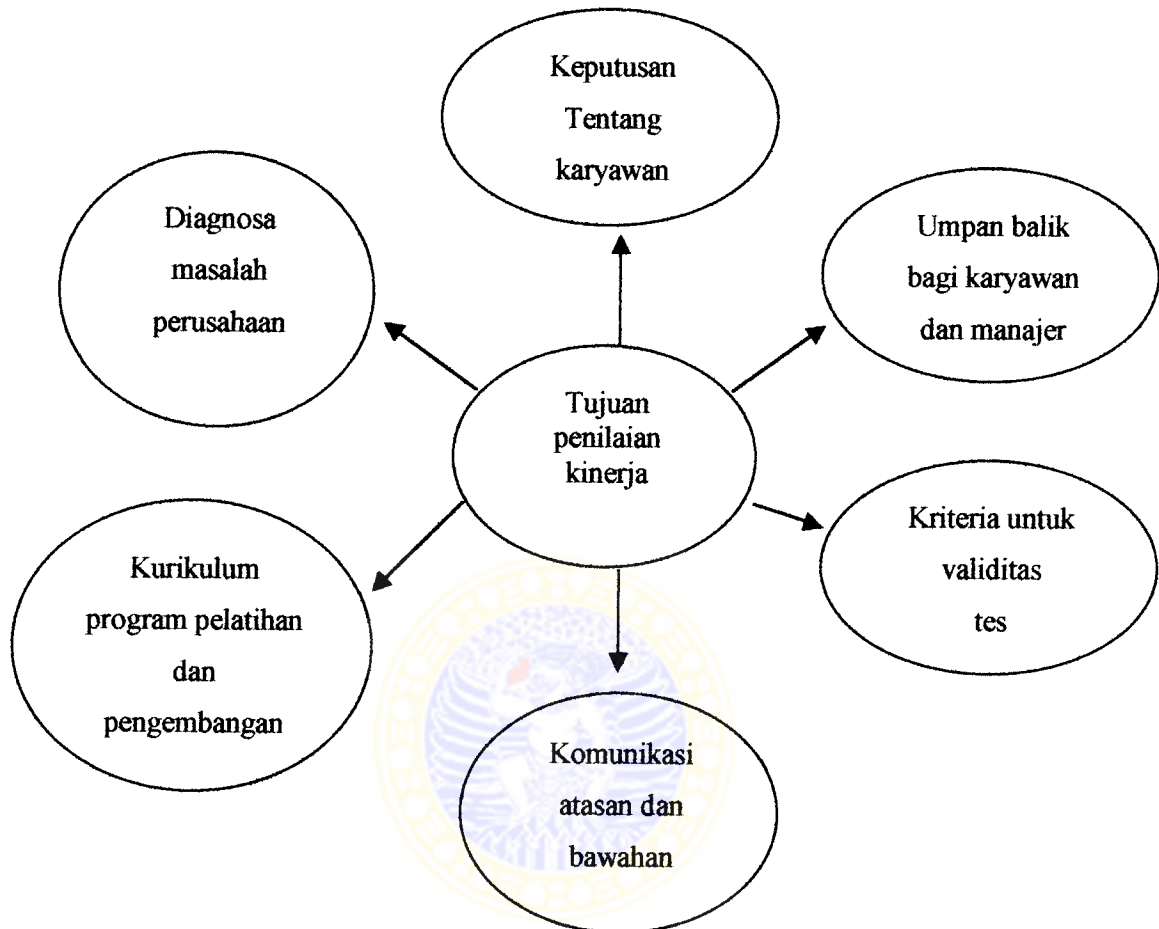 Keputusan
Tentang
karyawan
Diagnosa
masalah
perusahaan
Umpan balik
bagi karyawan
dan manajer
Tujuan
penilaian
kinerja
Kriteria untuk
validitas
tes
Kurikulum
program pelatihan
dan
pengembangan
Komunikasi
atasan dan
bawahan